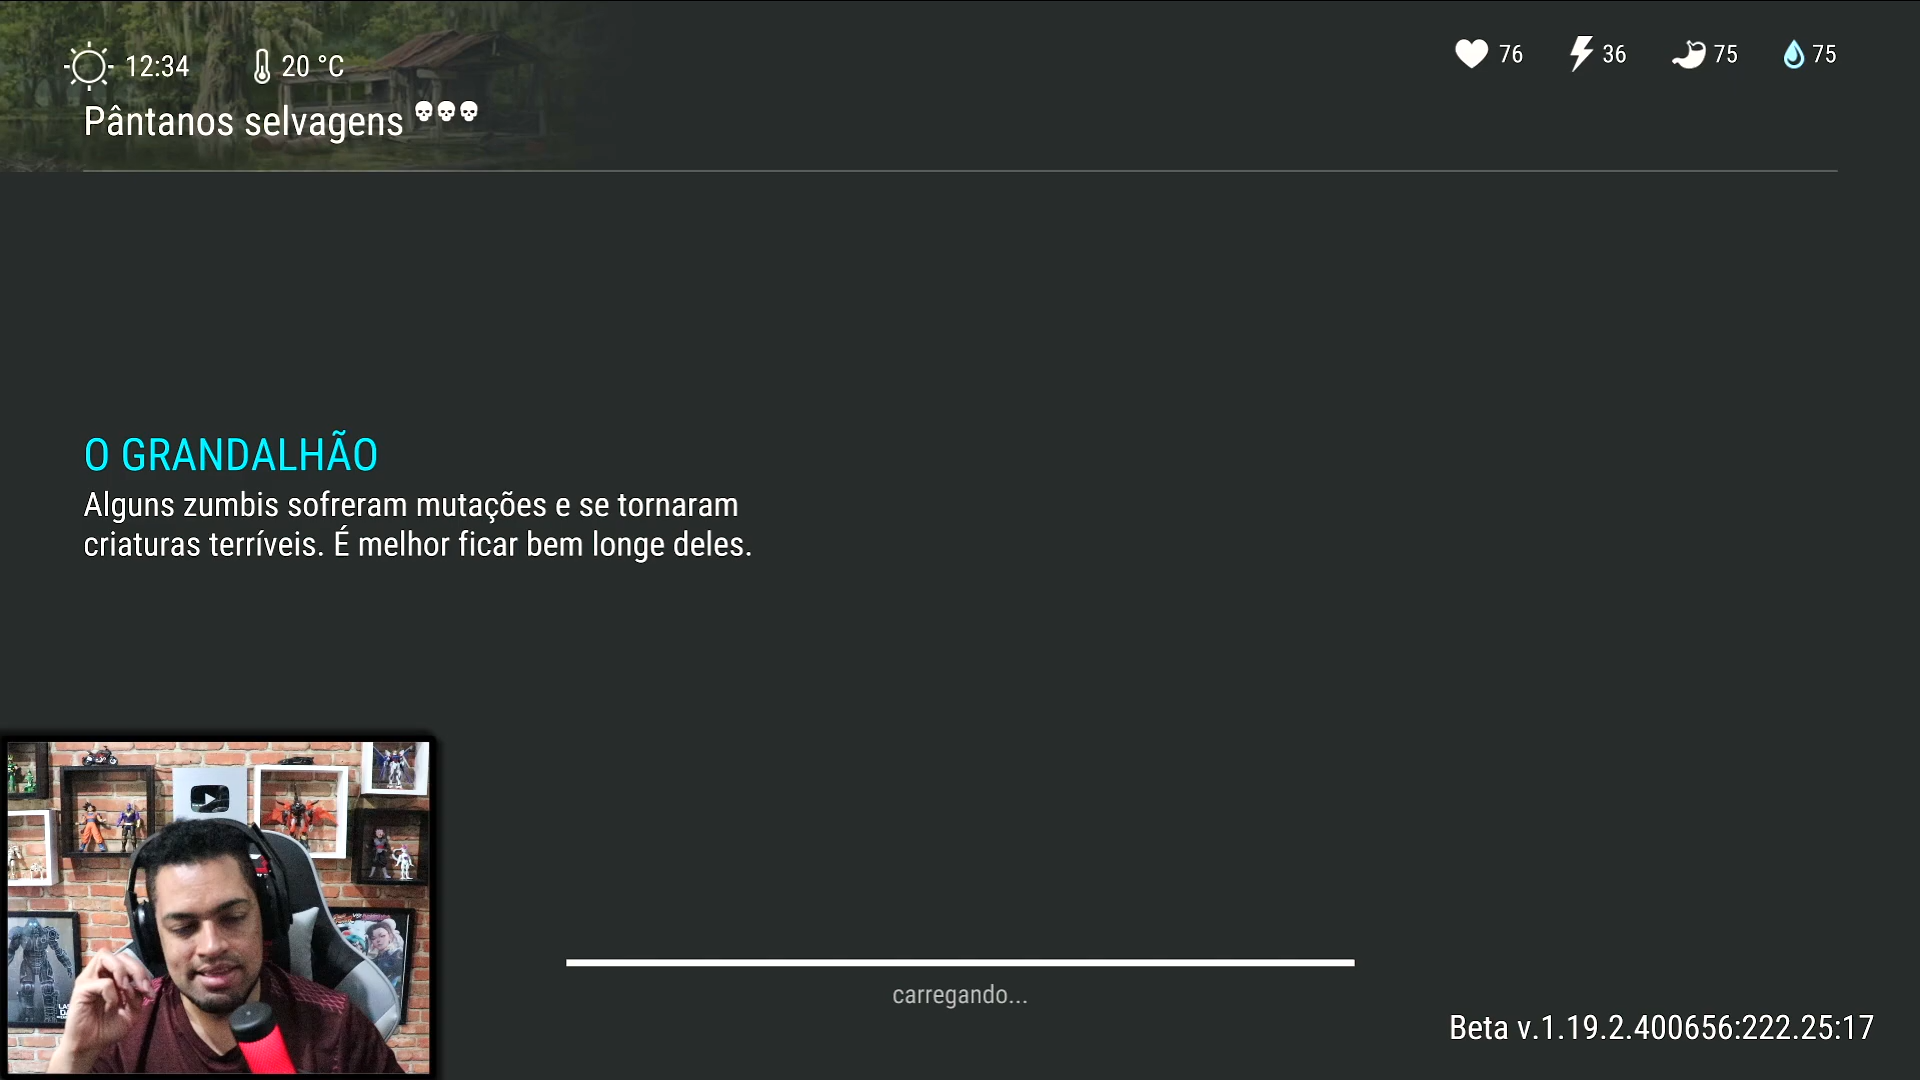 12:34
20 °C
76
36
75
75
Pântanos selvagens
O GRANDALHÃO
Alguns zumbis sofreram mutações e se tornaram
criaturas terríveis. É melhor ficar bem longe deles.
carregando...
Beta v.1.19.2.400656:222.25:17